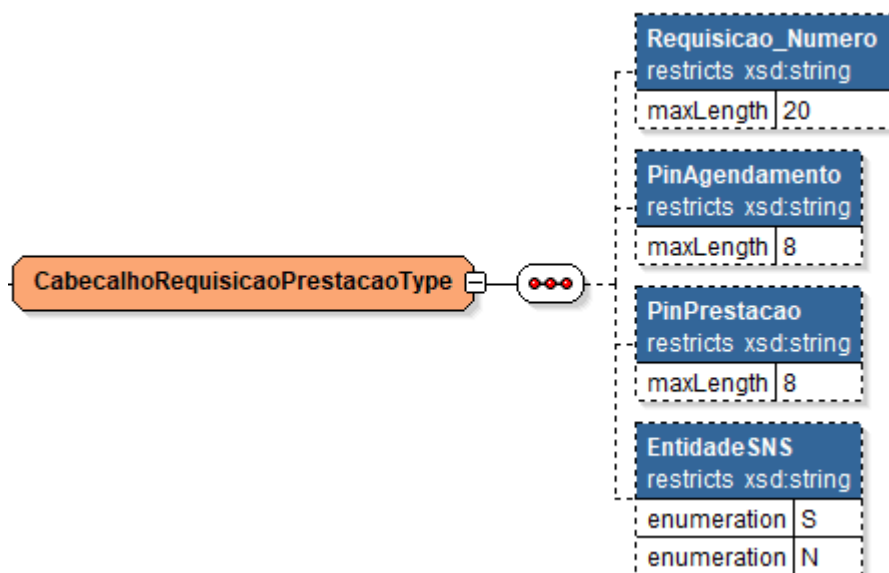 Requisicao_Numero
restricts xsd:string
maxLength 20
PinAgendamento
restricts xsd:string
maxLength 8
CabecalhoRequisicaoPrestacaoType
PinPrestacao
restricts xsd:string
maxLength 8
EntidadeSNS
restricts xsd:string
enumeration S
enumeration N